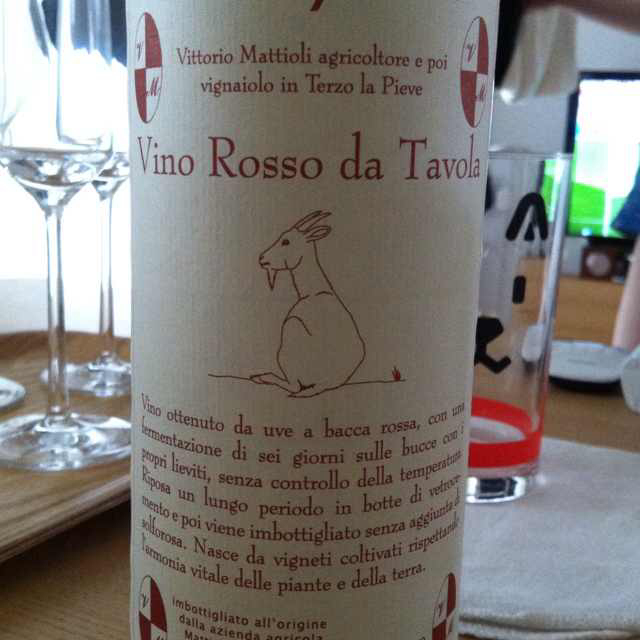 Vittorio Mattioli agricoltore e poi
vignaiolo in Terzo la Pieve
V
M
V
M
Vino Rosso da Tavola
Vino ottenuto da uve a bacca rossa, con una
fermentazione di sei giorni sulle bucce con i
propri lieviti, senza controllo della temperatura.
Riposa un lungo periodo in botte di vetroce-
mento e poi viene imbottigliato senza aggiunta di
solforosa. Nasce da vigneti coltivati rispettando
l'armonia vitale delle piante e della terra.
V
M
imbottigliato all'origine
dalla azienda agricola